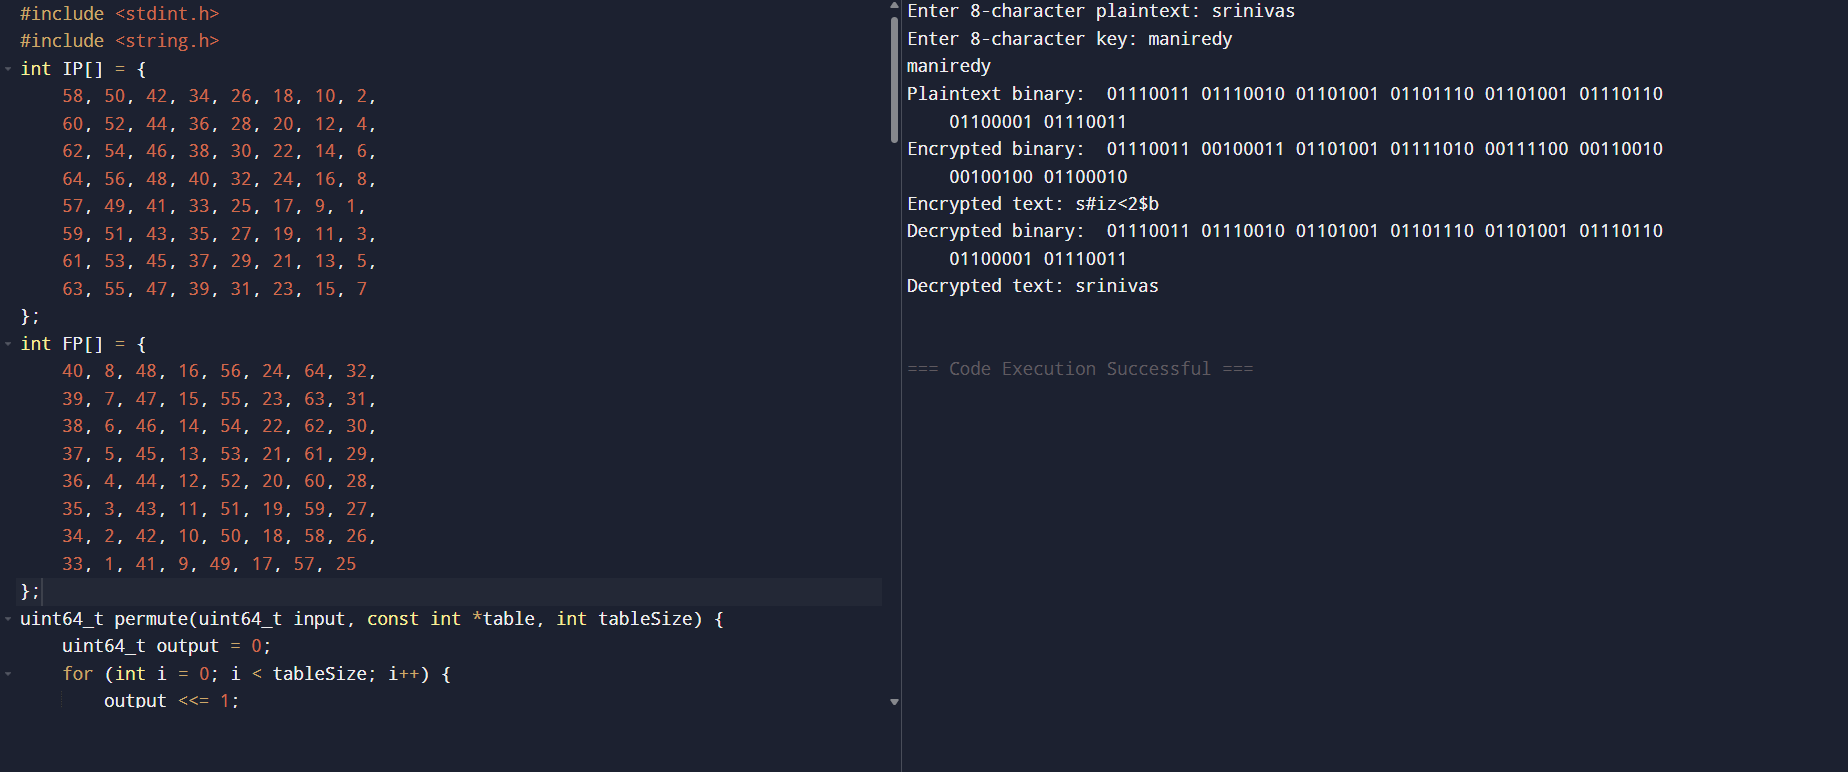 #include <stdint.h>
#include <string.h>
int IP[] = {
    58, 50, 42, 34, 26, 18, 10, 2,
    60, 52, 44, 36, 28, 20, 12, 4,
    62, 54, 46, 38, 30, 22, 14, 6,
    64, 56, 48, 40, 32, 24, 16, 8,
    57, 49, 41, 33, 25, 17, 9, 1,
    59, 51, 43, 35, 27, 19, 11, 3,
    61, 53, 45, 37, 29, 21, 13, 5,
    63, 55, 47, 39, 31, 23, 15, 7
};
int FP[] = {
    40, 8, 48, 16, 56, 24, 64, 32,
    39, 7, 47, 15, 55, 23, 63, 31,
    38, 6, 46, 14, 54, 22, 62, 30,
    37, 5, 45, 13, 53, 21, 61, 29,
    36, 4, 44, 12, 52, 20, 60, 28,
    35, 3, 43, 11, 51, 19, 59, 27,
    34, 2, 42, 10, 50, 18, 58, 26,
    33, 1, 41, 9, 49, 17, 57, 25
};
uint64_t permute(uint64_t input, const int *table, int tableSize) {
    uint64_t output = 0;
    for (int i = 0; i < tableSize; i++) {
        output <<= 1;
Enter 8-character plaintext: srinivas
Enter 8-character key: maniredy
maniredy
Plaintext binary:  01110011 01110010 01101001 01101110 01101001 01110110
    01100001 01110011
Encrypted binary:  01110011 00100011 01101001 01111010 00111100 00110010
    00100100 01100010
Encrypted text: s#iz<2$b
Decrypted binary:  01110011 01110010 01101001 01101110 01101001 01110110
    01100001 01110011
Decrypted text: srinivas
=== Code Execution Successful ===